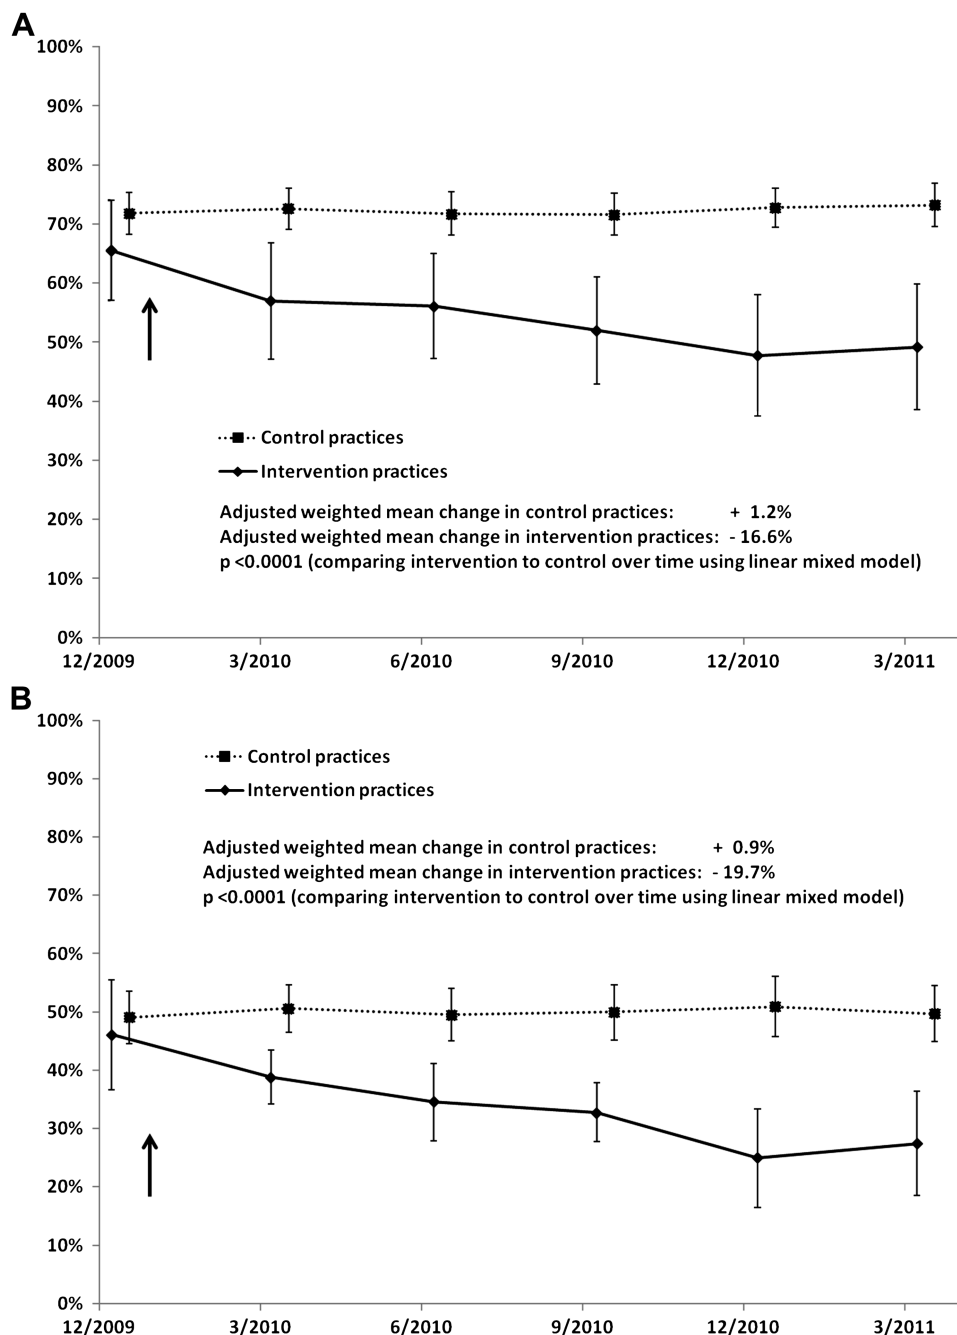 A
100%
90%
80%
70%
60%
50%
40%
30%
20%
10%
0%
Control practices
Intervention practices
Adjusted weighted mean change in control practices: + 1.2%
Adjusted weighted mean change in intervention practices: - 16.6%
p <0.0001 (comparing intervention to control over time using linear mixed model)
12/2009 3/2010 6/2010 9/2010 12/2010 3/2011
B
100%
90%
80%
70%
60%
50%
40%
30%
20%
10%
0%
Control practices
Intervention practices
Adjusted weighted mean change in control practices: + 0.9%
Adjusted weighted mean change in intervention practices: - 19.7%
p <0.0001 (comparing intervention to control over time using linear mixed model)
12/2009 3/2010 6/2010 9/2010 12/2010 3/2011